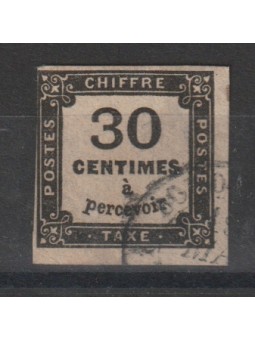 CHIFFRE
POSTES
30
CENTIMES
à
percevoir
POSTES
TAXE